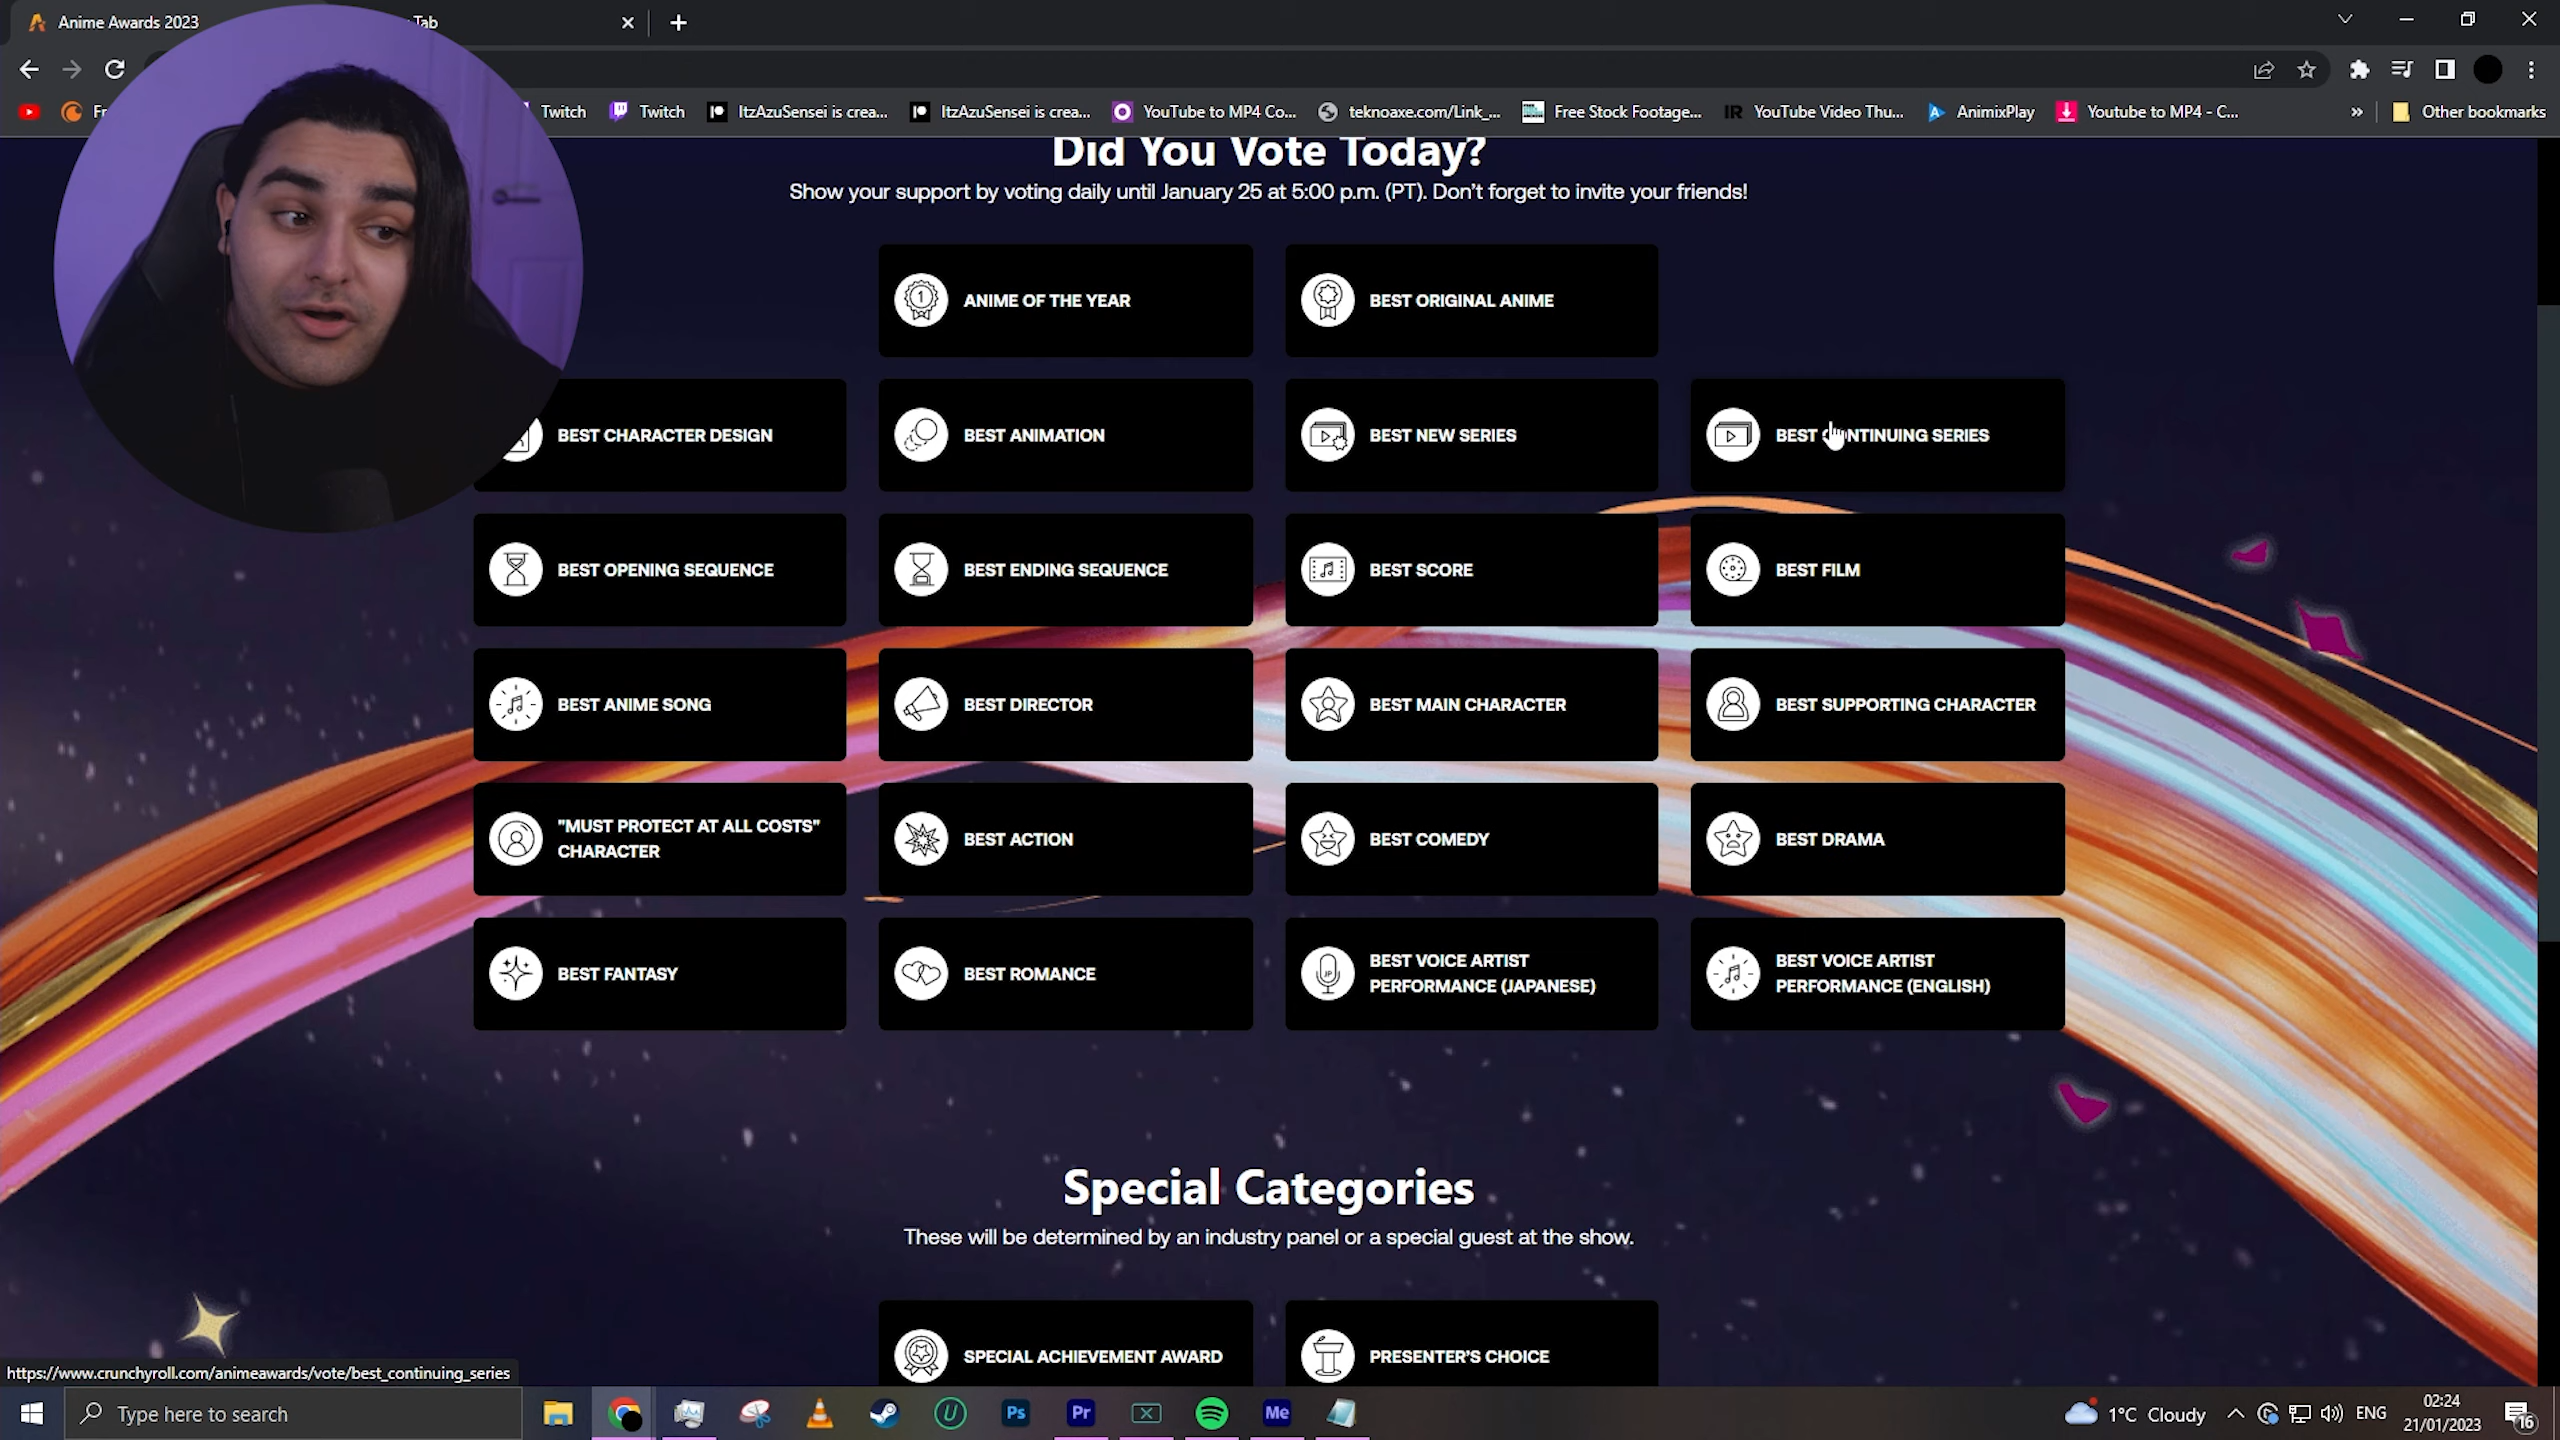 Anime Awards 2023
Tab
Fr
Twitch
Twitch
ItzAzuSensei is crea...
ItzAzuSensei is crea...
YouTube to MP4 Co...
teknoaxe.com/Link_...
Free Stock Footage...
IR
YouTube Video Thu...
AnimixPlay
Youtube to MP4 - C...
»
Other bookmarks
Did You Vote Today?
Show your support by voting daily until January 25 at 5:00 p.m. (PT). Don't forget to invite your friends!
ANIME OF THE YEAR
BEST ORIGINAL ANIME
BEST CHARACTER DESIGN
BEST ANIMATION
BEST NEW SERIES
BEST CONTINUING SERIES
BEST OPENING SEQUENCE
BEST ENDING SEQUENCE
BEST SCORE
BEST FILM
BEST ANIME SONG
BEST DIRECTOR
BEST MAIN CHARACTER
BEST SUPPORTING CHARACTER
"MUST PROTECT AT ALL COSTS"
CHARACTER
BEST ACTION
BEST COMEDY
BEST DRAMA
BEST FANTASY
BEST ROMANCE
BEST VOICE ARTIST
PERFORMANCE (JAPANESE)
BEST VOICE ARTIST
PERFORMANCE (ENGLISH)
Special Categories
These will be determined by an industry panel or a special guest at the show.
SPECIAL ACHIEVEMENT AWARD
PRESENTER'S CHOICE
https://www.crunchyroll.com/animeawards/vote/best_continuing_series
Type here to search
Ps
Pr
Me
1°C Cloudy
ENG
02:24
21/01/2023
16